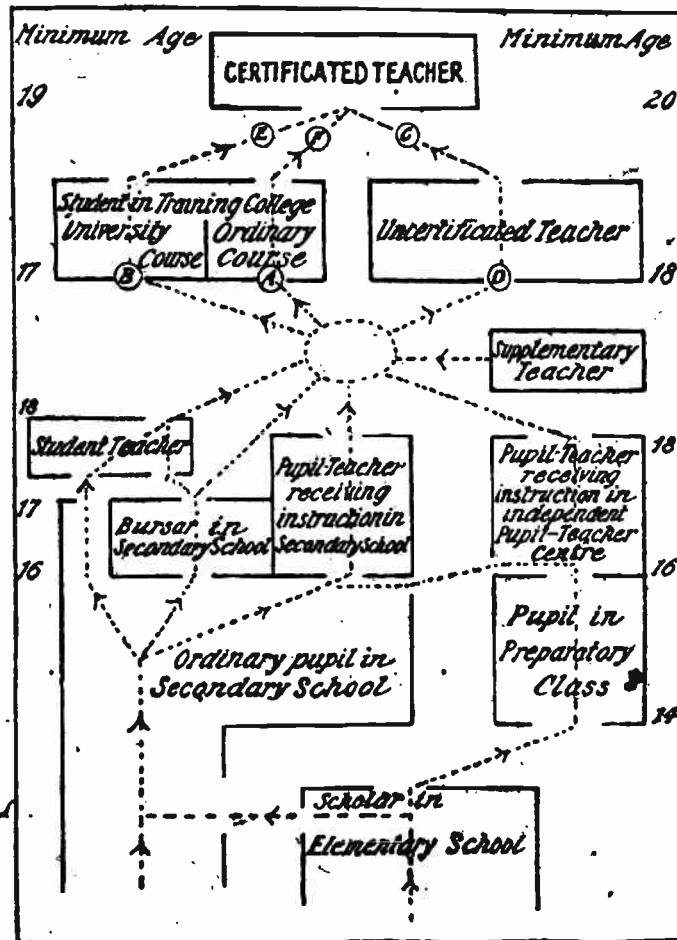 Minimum Age
Minimum Age
CERTIFICATED TEACHER
19
20
E
F
G
Student in Training College
University
Course
Ordinary
Course
Uncertificated Teacher
17
B
A
D
18
Supplementary
Teacher
18
Student Teacher
Pupil-Teacher
receiving
instruction in
Secondary School
18
Pupil-Teacher
receiving
instruction in
independent
Pupil-Teacher
Centre
17
Bursar in
Secondary School
16
16
Ordinary pupil in
Secondary School
Pupil in
Preparatory
Class
14
Scholar in
Elementary School